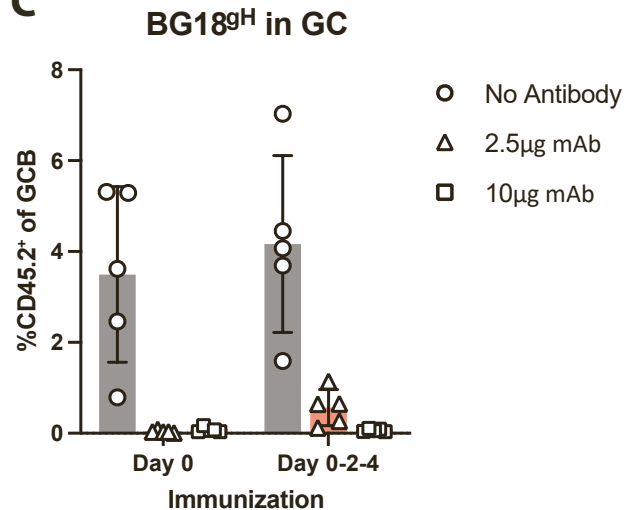 C
BG18gH in GC
8
6
4
2
0
%CD45.2+ of GCB
No Antibody
2.5µg mAb
10µg mAb
Day 0
Day 0-2-4
Immunization